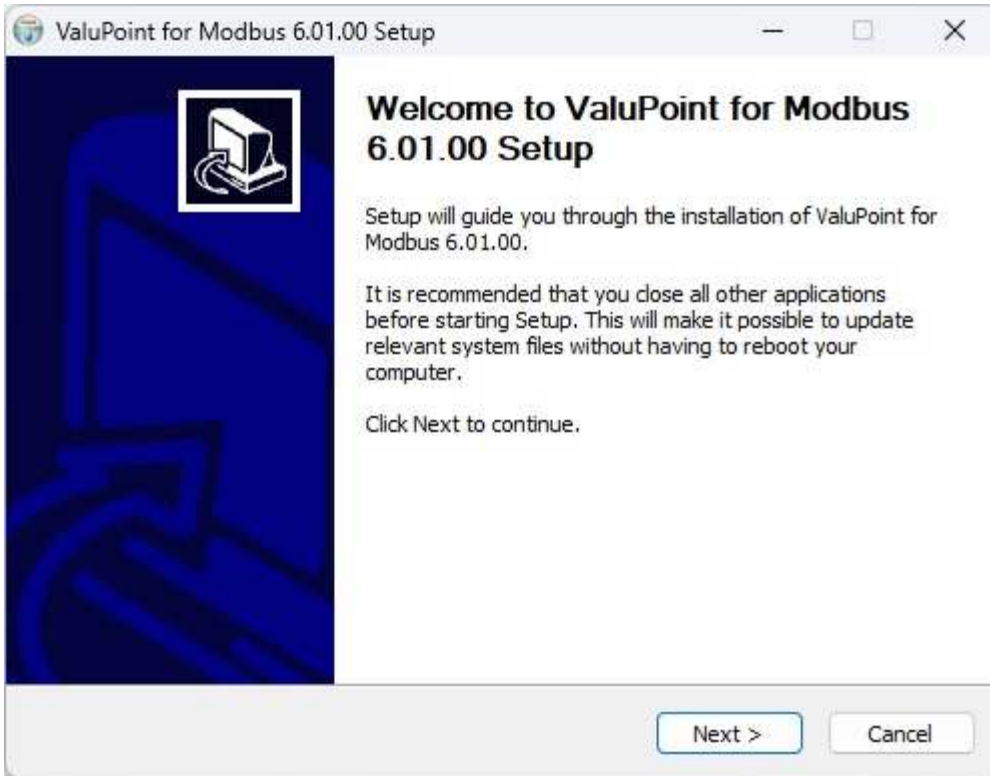 ValuPoint for Modbus 6.01.00 Setup
Welcome to ValuPoint for Modbus
6.01.00 Setup
Setup will guide you through the installation of ValuPoint for
Modbus 6.01.00.
It is recommended that you close all other applications
before starting Setup. This will make it possible to update
relevant system files without having to reboot your
computer.
Click Next to continue.
Next >
Cancel